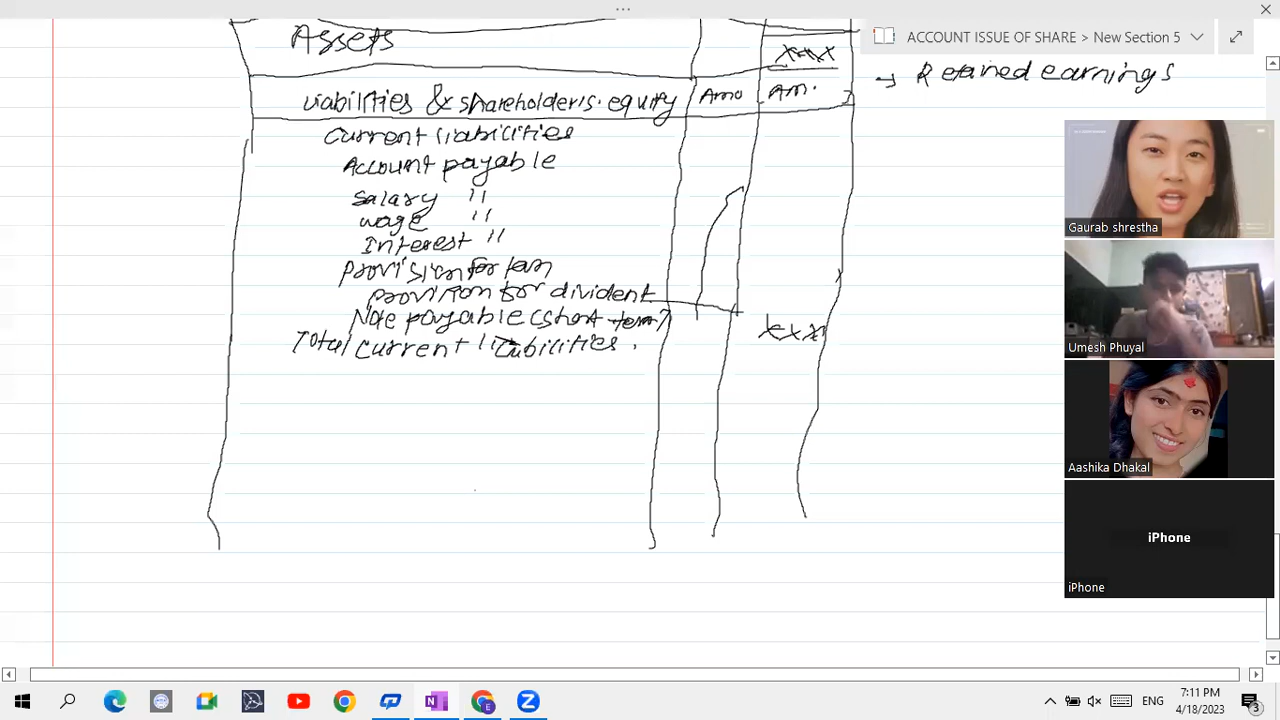 ACCOUNT ISSUE OF SHARE > New Section 5
Assets
xxx
→ Retained earnings
Liabilities & shareholders. equity Amo Am.
Current liabilities
Account payable
Salary "
wage "
Interest "
provision for
provision for divident
Note payable (short term)
xxx
Total current liabilities.
Gaurab shrestha
Umesh Phuyal
Aashika Dhakal
iPhone
iPhone
ENG
7:11 PM
4/18/2023
3